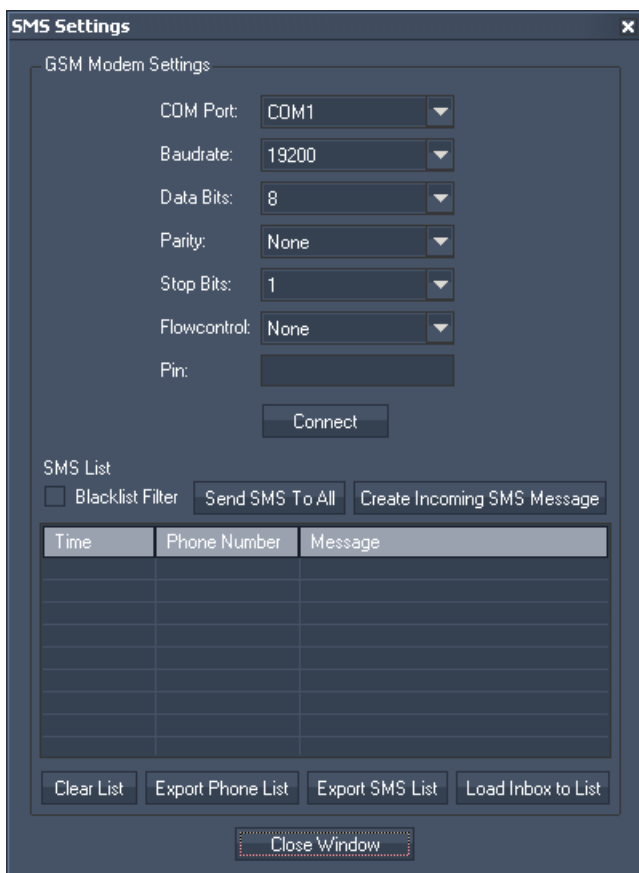 SMS Settings
GSM Modem Settings
COM Port: COM1
Baudrate: 19200
Data Bits: 8
Parity: None
Stop Bits: 1
Flowcontrol: None
Pin:
Connect
SMS List
Blacklist Filter Send SMS To All Create Incoming SMS Message
Time Phone Number Message
Clear List Export Phone List Export SMS List Load Inbox to List
Close Window